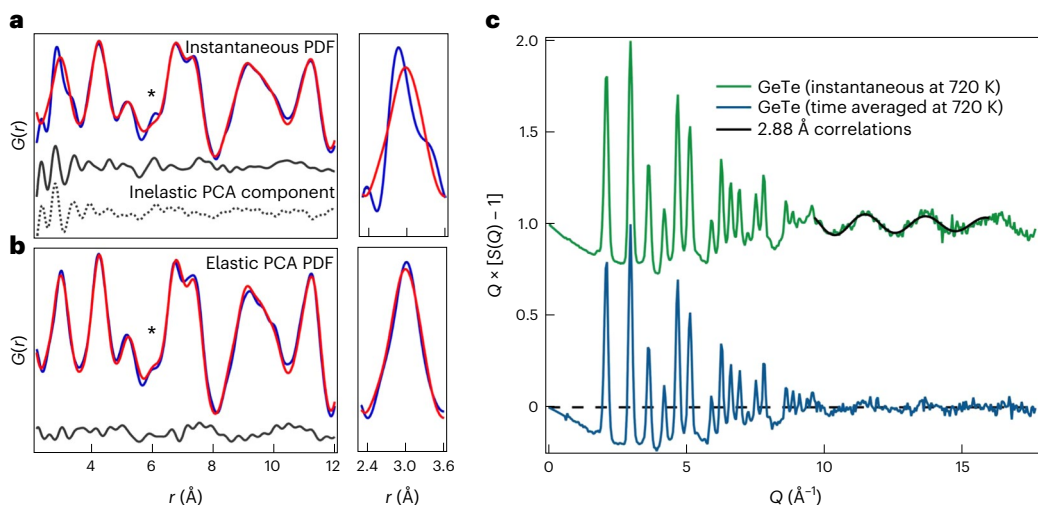 a
Instantaneous PDF
*
G(r)
Inelastic PCA component
b
Elastic PCA PDF
*
G(r)
4
6
8
10
12
r (Å)
2.4
3.0
3.6
r (Å)
c
2.0
1.5
1.0
0.5
0
Q × [S(Q) − 1]
GeTe (instantaneous at 720 K)
GeTe (time averaged at 720 K)
2.88 Å correlations
0
5
10
15
Q (Å⁻¹)